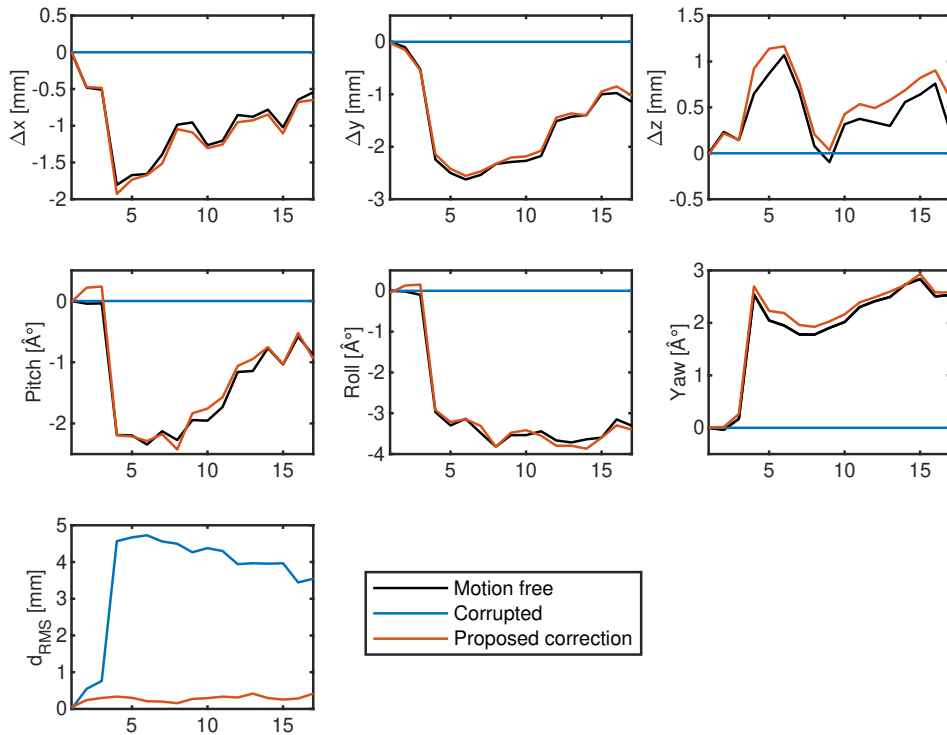 0.5
0
-0.5
-1
-1.5
-2
Δx [mm]
5 10 15
0
-1
-2
-3
Δy [mm]
5 10 15
1.5
1
0.5
0
-0.5
Δz [mm]
5 10 15
0
-1
-2
Pitch [Â°]
5 10 15
0
-1
-2
-3
-4
Roll [Â°]
5 10 15
3
2
1
0
Yaw [Â°]
5 10 15
5
4
3
2
1
0
d_RMS [mm]
5 10 15
Motion free
Corrupted
Proposed correction